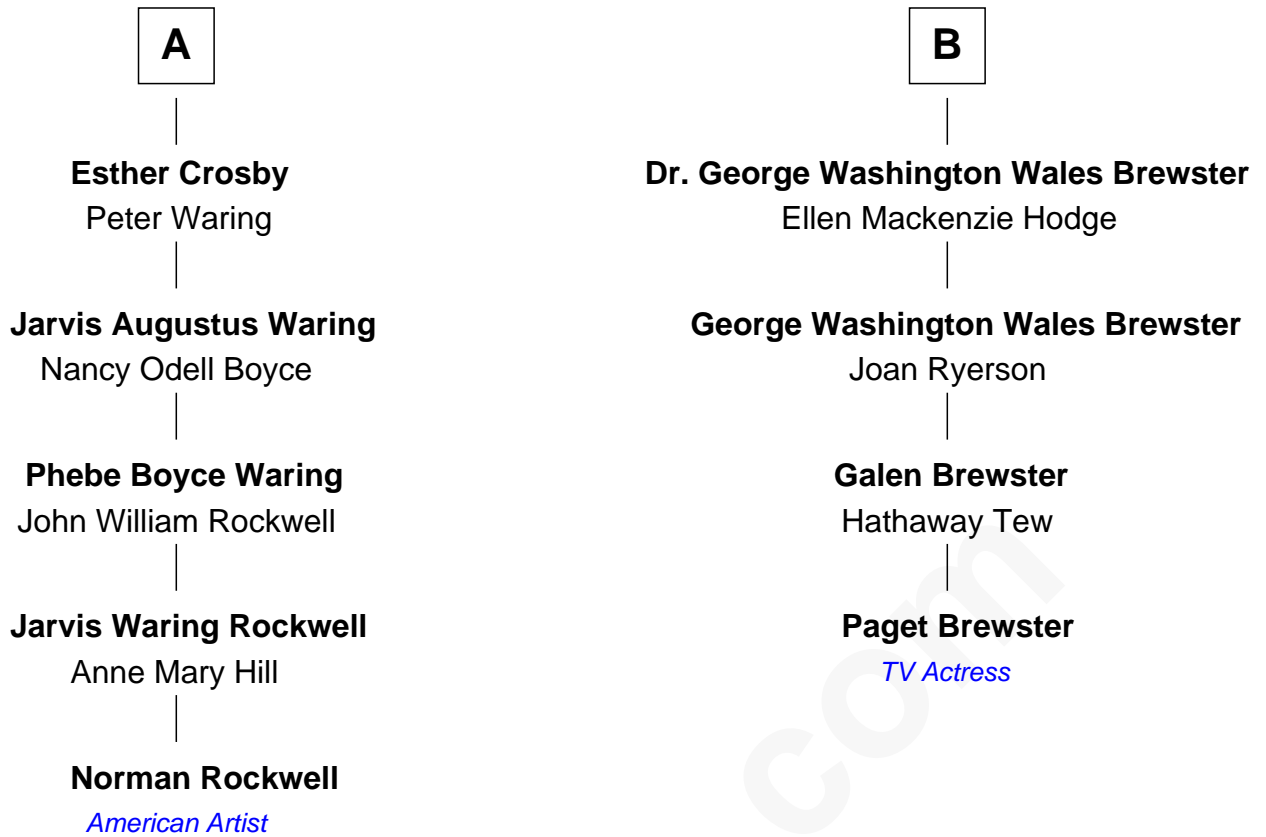 A
Esther Crosby
Peter Waring
Jarvis Augustus Waring
Nancy Odell Boyce
Phebe Boyce Waring
John William Rockwell
Jarvis Waring Rockwell
Anne Mary Hill
Norman Rockwell
American Artist
B
Dr. George Washington Wales Brewster
Ellen Mackenzie Hodge
George Washington Wales Brewster
Joan Ryerson
Galen Brewster
Hathaway Tew
Paget Brewster
TV Actress
com